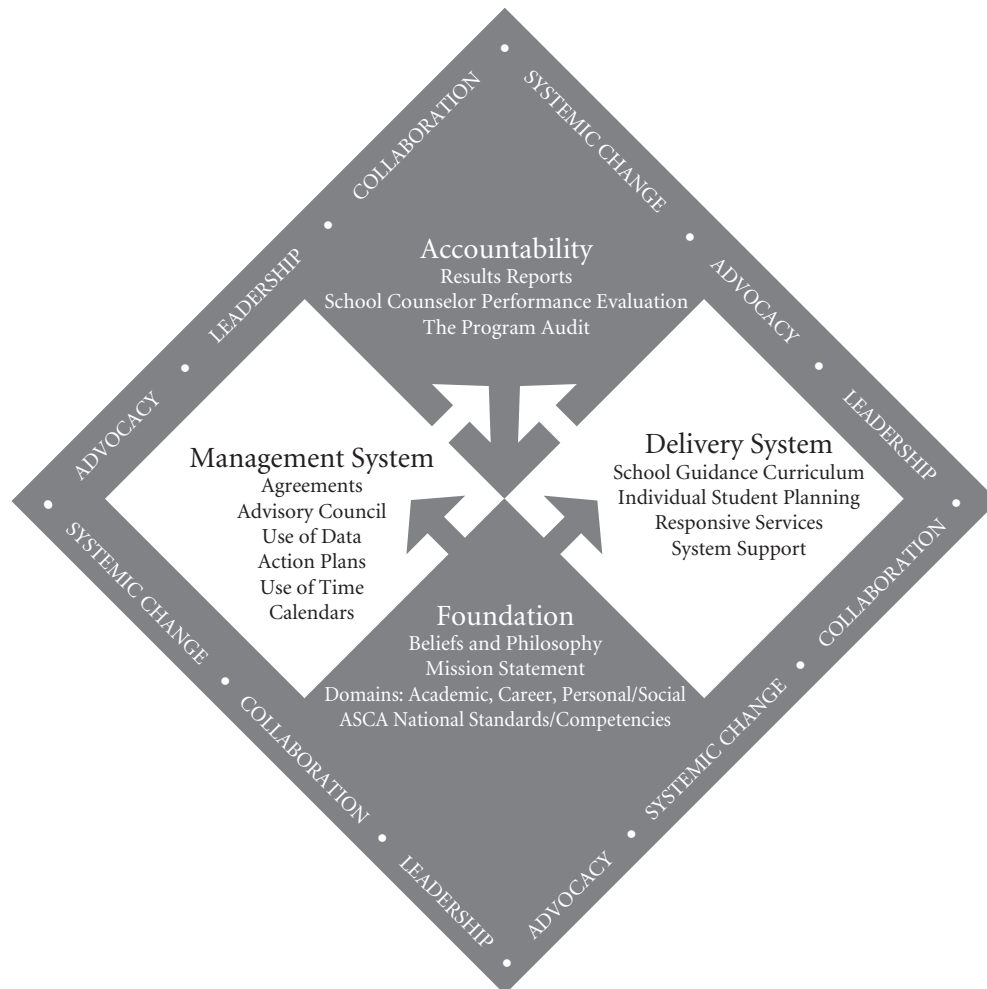 COLLABORATION
SYSTEMIC CHANGE
LEADERSHIP
ADVOCACY
ADVOCACY
LEADERSHIP
Accountability
Results Reports
School Counselor Performance Evaluation
The Program Audit
Management System
Agreements
Advisory Council
Use of Data
Action Plans
Use of Time
Calendars
Delivery System
School Guidance Curriculum
Individual Student Planning
Responsive Services
System Support
Foundation
Beliefs and Philosophy
Mission Statement
Domains: Academic, Career, Personal/Social
ASCA National Standards/Competencies
SYSTEMIC CHANGE
COLLABORATION
LEADERSHIP
COLLABORATION
SYSTEMIC CHANGE
ADVOCACY